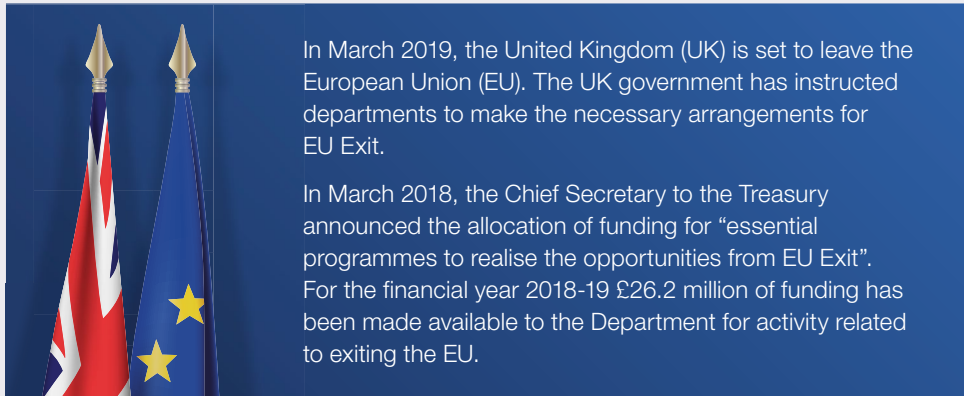 In March 2019, the United Kingdom (UK) is set to leave the
European Union (EU). The UK government has instructed
departments to make the necessary arrangements for
EU Exit.
In March 2018, the Chief Secretary to the Treasury
announced the allocation of funding for “essential
programmes to realise the opportunities from EU Exit”.
For the financial year 2018-19 £26.2 million of funding has
been made available to the Department for activity related
to exiting the EU.